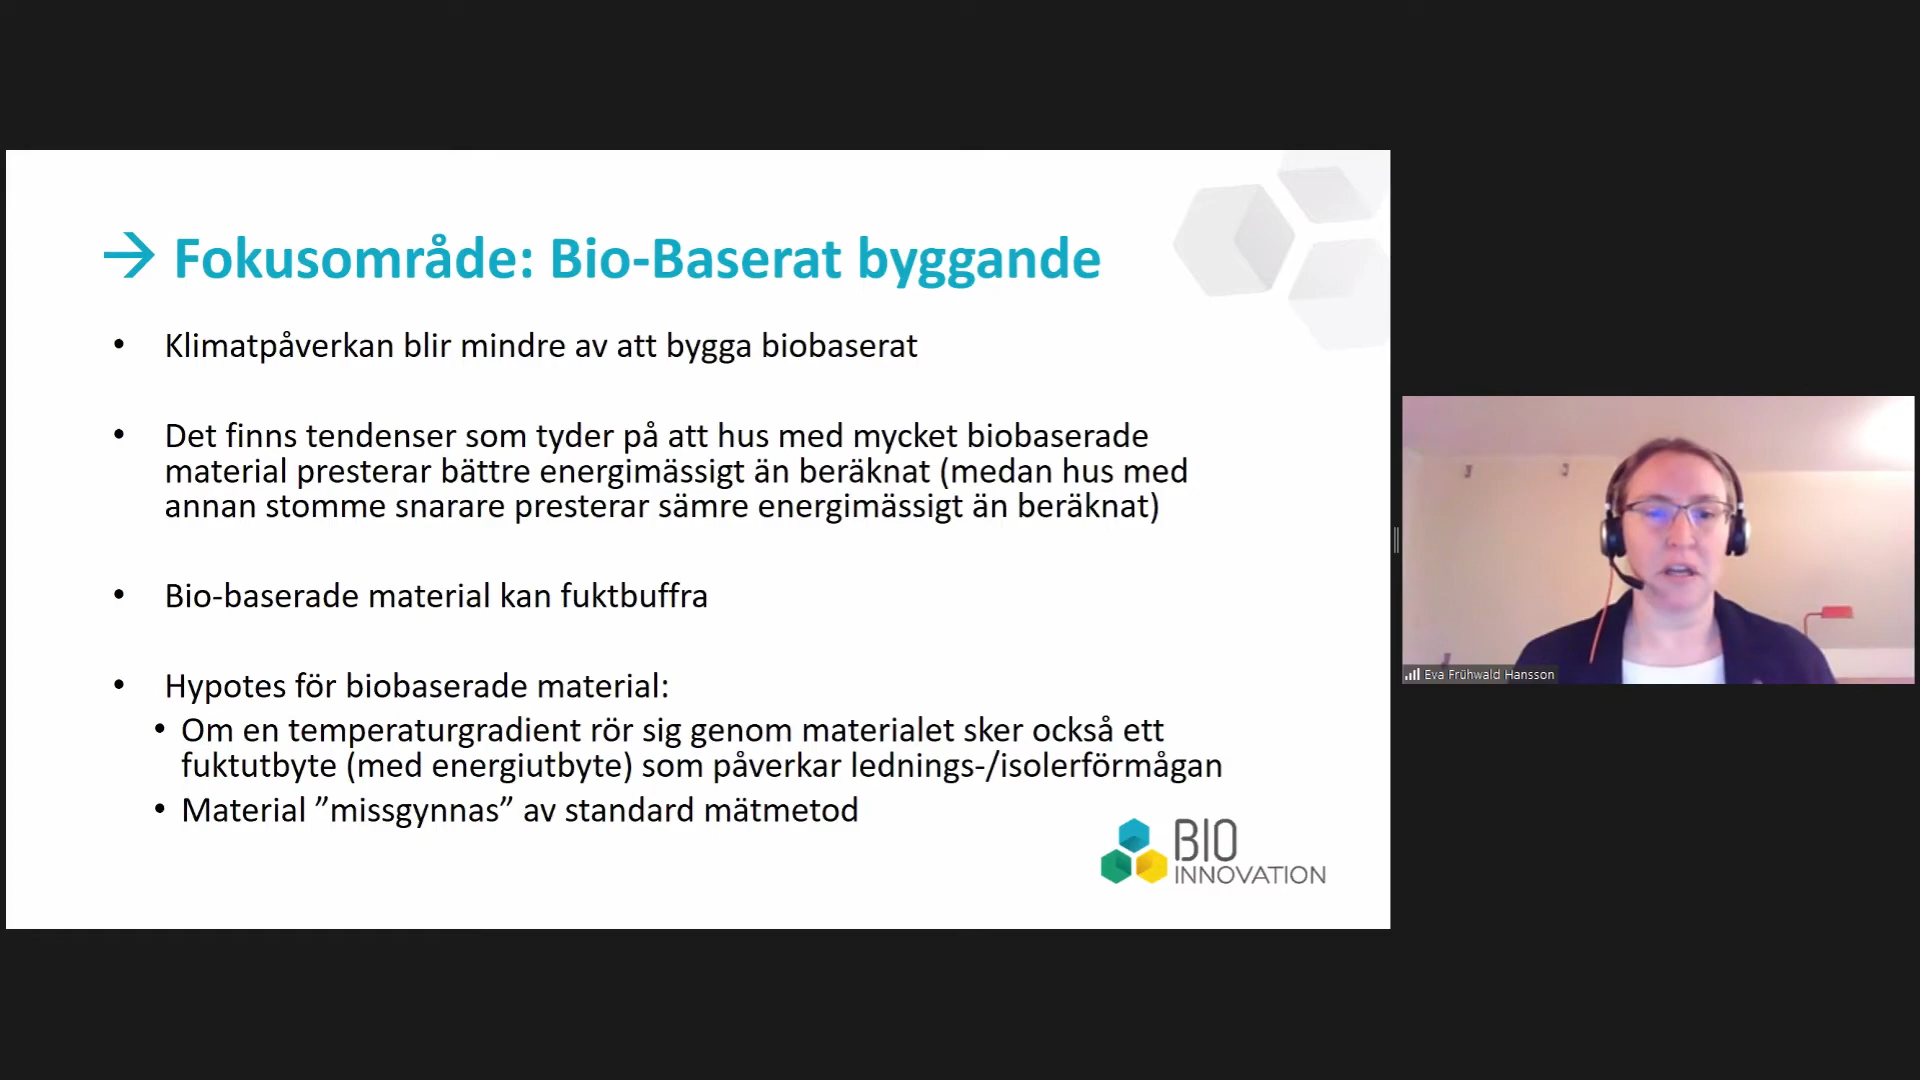 → Fokusområde: Bio-Baserat byggande
• Klimatpåverkan blir mindre av att bygga biobaserat
• Det finns tendenser som tyder på att hus med mycket biobaserade
material presterar bättre energimässigt än beräknat (medan hus med
annan stomme snarare presterar sämre energimässigt än beräknat)
• Bio-baserade material kan fuktbuffra
• Hypotes för biobaserade material:
• Om en temperaturgradient rör sig genom materialet sker också ett
fuktutbyte (med energiutbyte) som påverkar lednings-/isolerförmågan
• Material ”missgynnas” av standard mätmetod
BIO
INNOVATION
Eva Frühwald Hansson